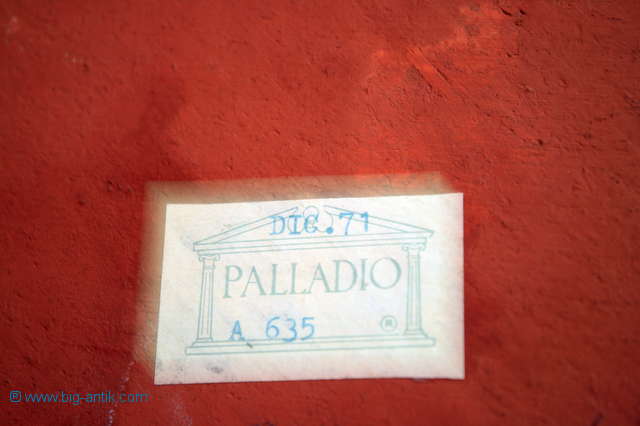 DIC.71
PALLADIO
A 635
®
® www.big-antik.com